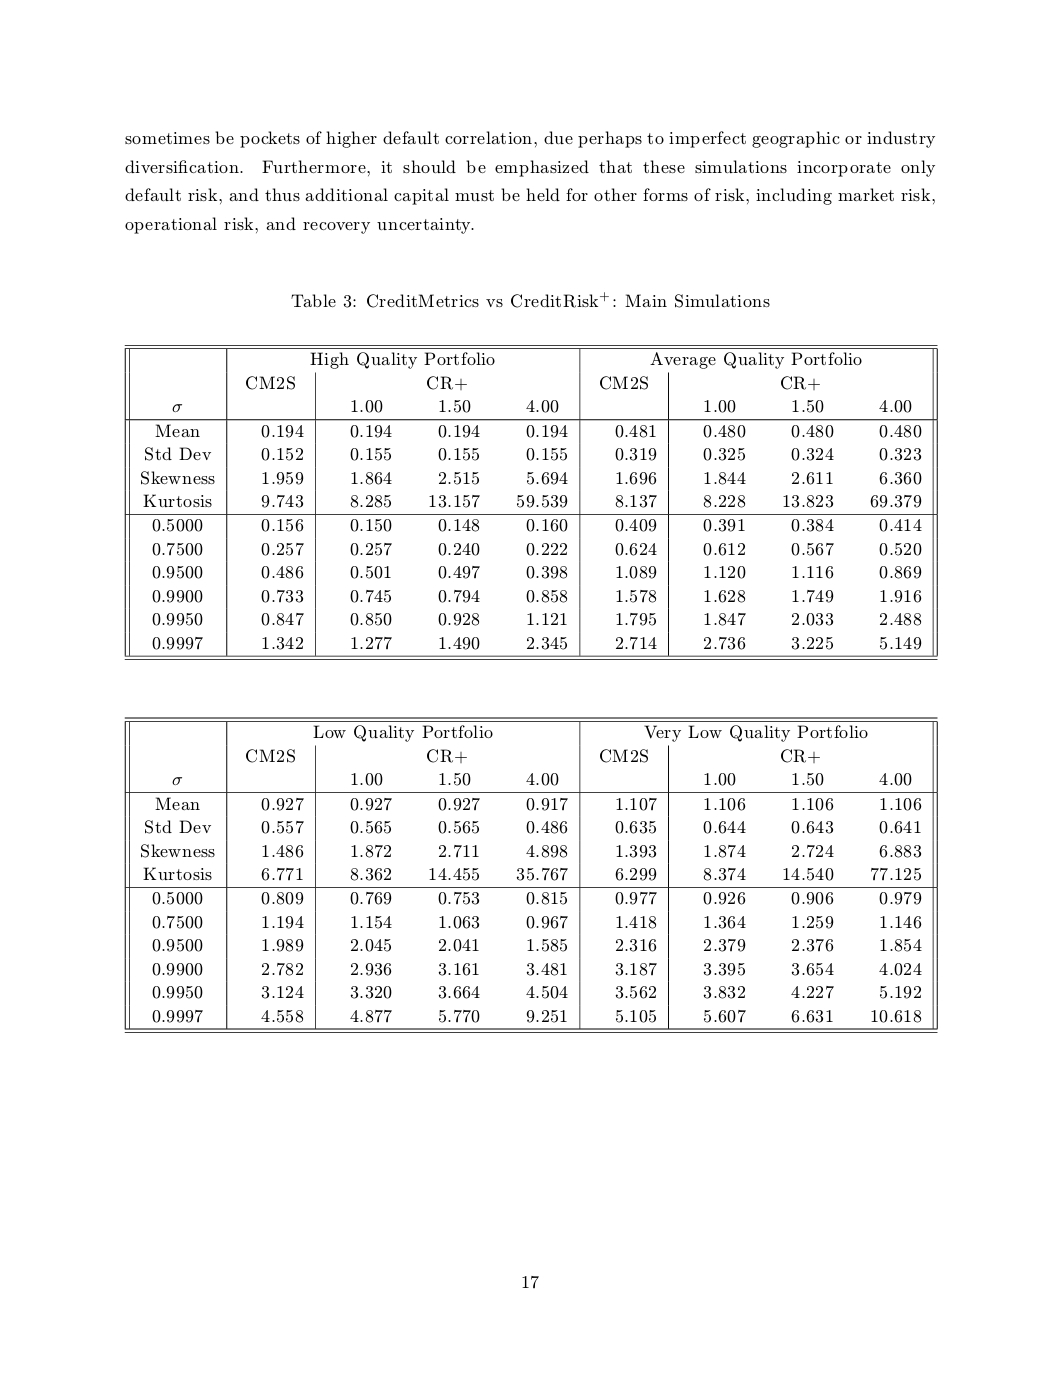 sometimes be pockets of higher default correlation, due perhaps to imperfect geographic or industry
diversification. Furthermore, it should be emphasized that these simulations incorporate only
default risk, and thus additional capital must be held for other forms of risk, including market risk,
operational risk, and recovery uncertainty.
Table 3: CreditMetrics vs CreditRisk+: Main Simulations
High Quality Portfolio Average Quality Portfolio
CM2S CR+ CM2S CR+
σ 1.00 1.50 4.00 1.00 1.50 4.00
Mean 0.194 0.194 0.194 0.194 0.481 0.480 0.480 0.480
Std Dev 0.152 0.155 0.155 0.155 0.319 0.325 0.324 0.323
Skewness 1.959 1.864 2.515 5.694 1.696 1.844 2.611 6.360
Kurtosis 9.743 8.285 13.157 59.539 8.137 8.228 13.823 69.379
0.5000 0.156 0.150 0.148 0.160 0.409 0.391 0.384 0.414
0.7500 0.257 0.257 0.240 0.222 0.624 0.612 0.567 0.520
0.9500 0.486 0.501 0.497 0.398 1.089 1.120 1.116 0.869
0.9900 0.733 0.745 0.794 0.858 1.578 1.628 1.749 1.916
0.9950 0.847 0.850 0.928 1.121 1.795 1.847 2.033 2.488
0.9997 1.342 1.277 1.490 2.345 2.714 2.736 3.225 5.149
Low Quality Portfolio Very Low Quality Portfolio
CM2S CR+ CM2S CR+
σ 1.00 1.50 4.00 1.00 1.50 4.00
Mean 0.927 0.927 0.927 0.917 1.107 1.106 1.106 1.106
Std Dev 0.557 0.565 0.565 0.486 0.635 0.644 0.643 0.641
Skewness 1.486 1.872 2.711 4.898 1.393 1.874 2.724 6.883
Kurtosis 6.771 8.362 14.455 35.767 6.299 8.374 14.540 77.125
0.5000 0.809 0.769 0.753 0.815 0.977 0.926 0.906 0.979
0.7500 1.194 1.154 1.063 0.967 1.418 1.364 1.259 1.146
0.9500 1.989 2.045 2.041 1.585 2.316 2.379 2.376 1.854
0.9900 2.782 2.936 3.161 3.481 3.187 3.395 3.654 4.024
0.9950 3.124 3.320 3.664 4.504 3.562 3.832 4.227 5.192
0.9997 4.558 4.877 5.770 9.251 5.105 5.607 6.631 10.618
17